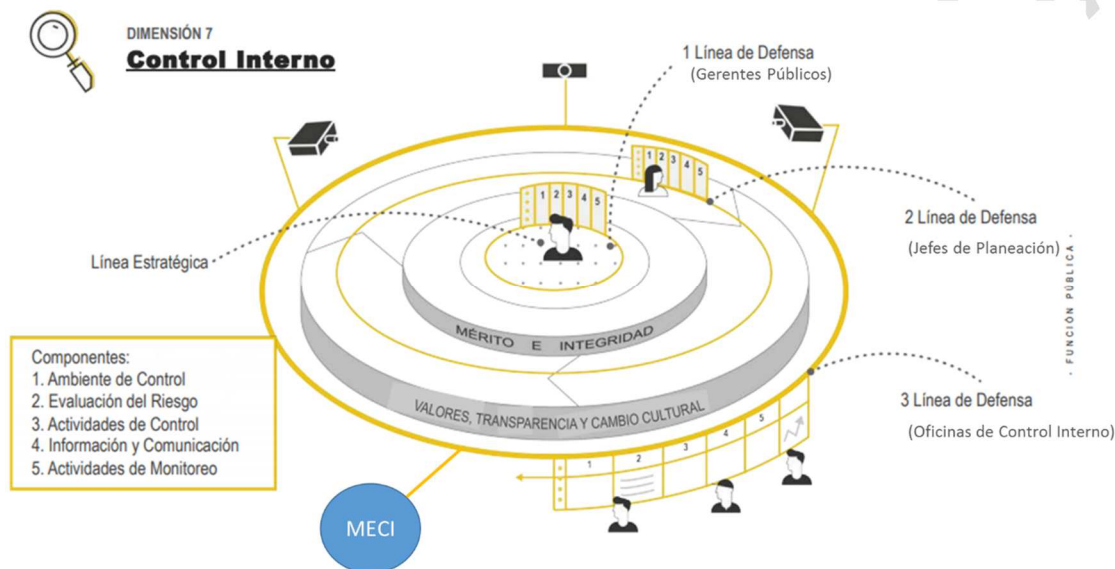 DIMENSIÓN 7
Control Interno
1 Línea de Defensa
(Gerentes Públicos)
1 2 3 4 5
1 2 3 4 5
2 Línea de Defensa
(Jefes de Planeación)
Línea Estratégica
- FUNCIÓN PÚBLICA -
MÉRITO E INTEGRIDAD
VALORES, TRANSPARENCIA Y CAMBIO CULTURAL
Componentes:
1. Ambiente de Control
2. Evaluación del Riesgo
3. Actividades de Control
4. Información y Comunicación
5. Actividades de Monitoreo
3 Línea de Defensa
(Oficinas de Control Interno)
1 2 3 4 5
MECI